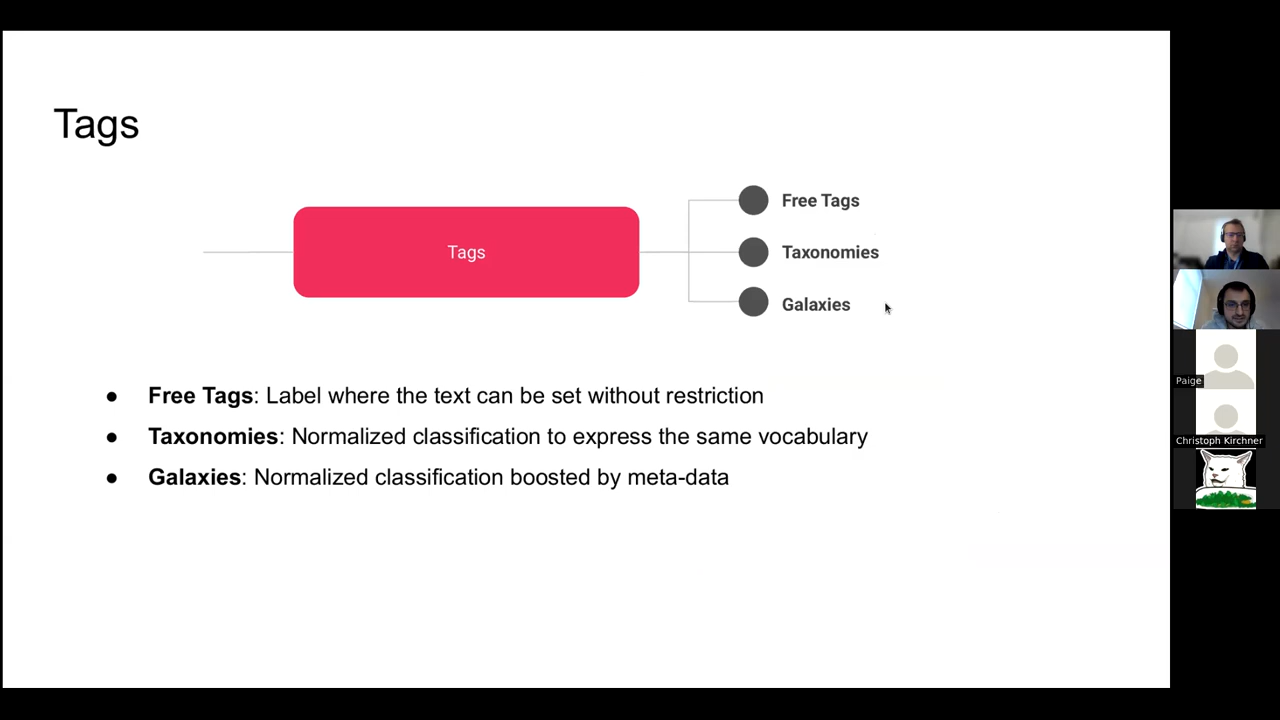 Tags
Tags
Free Tags
Taxonomies
Galaxies
● Free Tags: Label where the text can be set without restriction
● Taxonomies: Normalized classification to express the same vocabulary
● Galaxies: Normalized classification boosted by meta-data
Paige
Christoph Kirchner